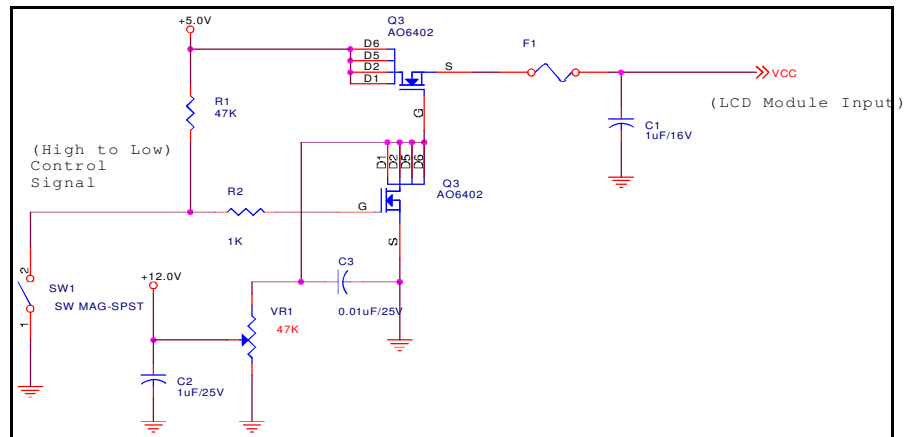 +5.0V
Q3
AO6402
D6
D5
D2
D1
S
G
F1
VCC
(LCD Module Input)
C1
1uF/16V
R1
47K
(High to Low)
Control
Signal
D1
D2
D5
D6
Q3
AO6402
R2
1K
G
S
2
SW1
SW MAG-SPST
1
+12.0V
C3
0.01uF/25V
VR1
47K
C2
1uF/25V